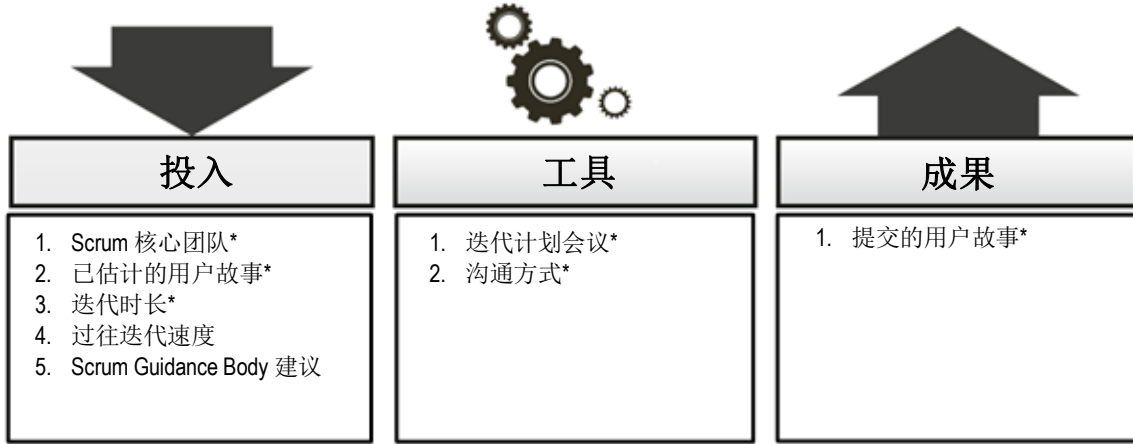 投入
1. Scrum 核心团队*
2. 已估计的用户故事*
3. 迭代时长*
4. 过往迭代速度
5. Scrum Guidance Body 建议
工具
1. 迭代计划会议*
2. 沟通方式*
成果
1. 提交的用户故事*